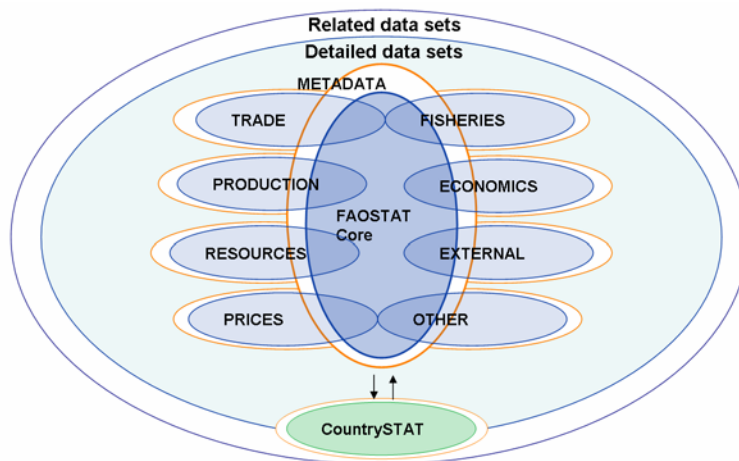 Related data sets
Detailed data sets
METADATA
TRADE
FISHERIES
PRODUCTION
ECONOMICS
FAOSTAT
Core
RESOURCES
EXTERNAL
PRICES
OTHER
CountrySTAT